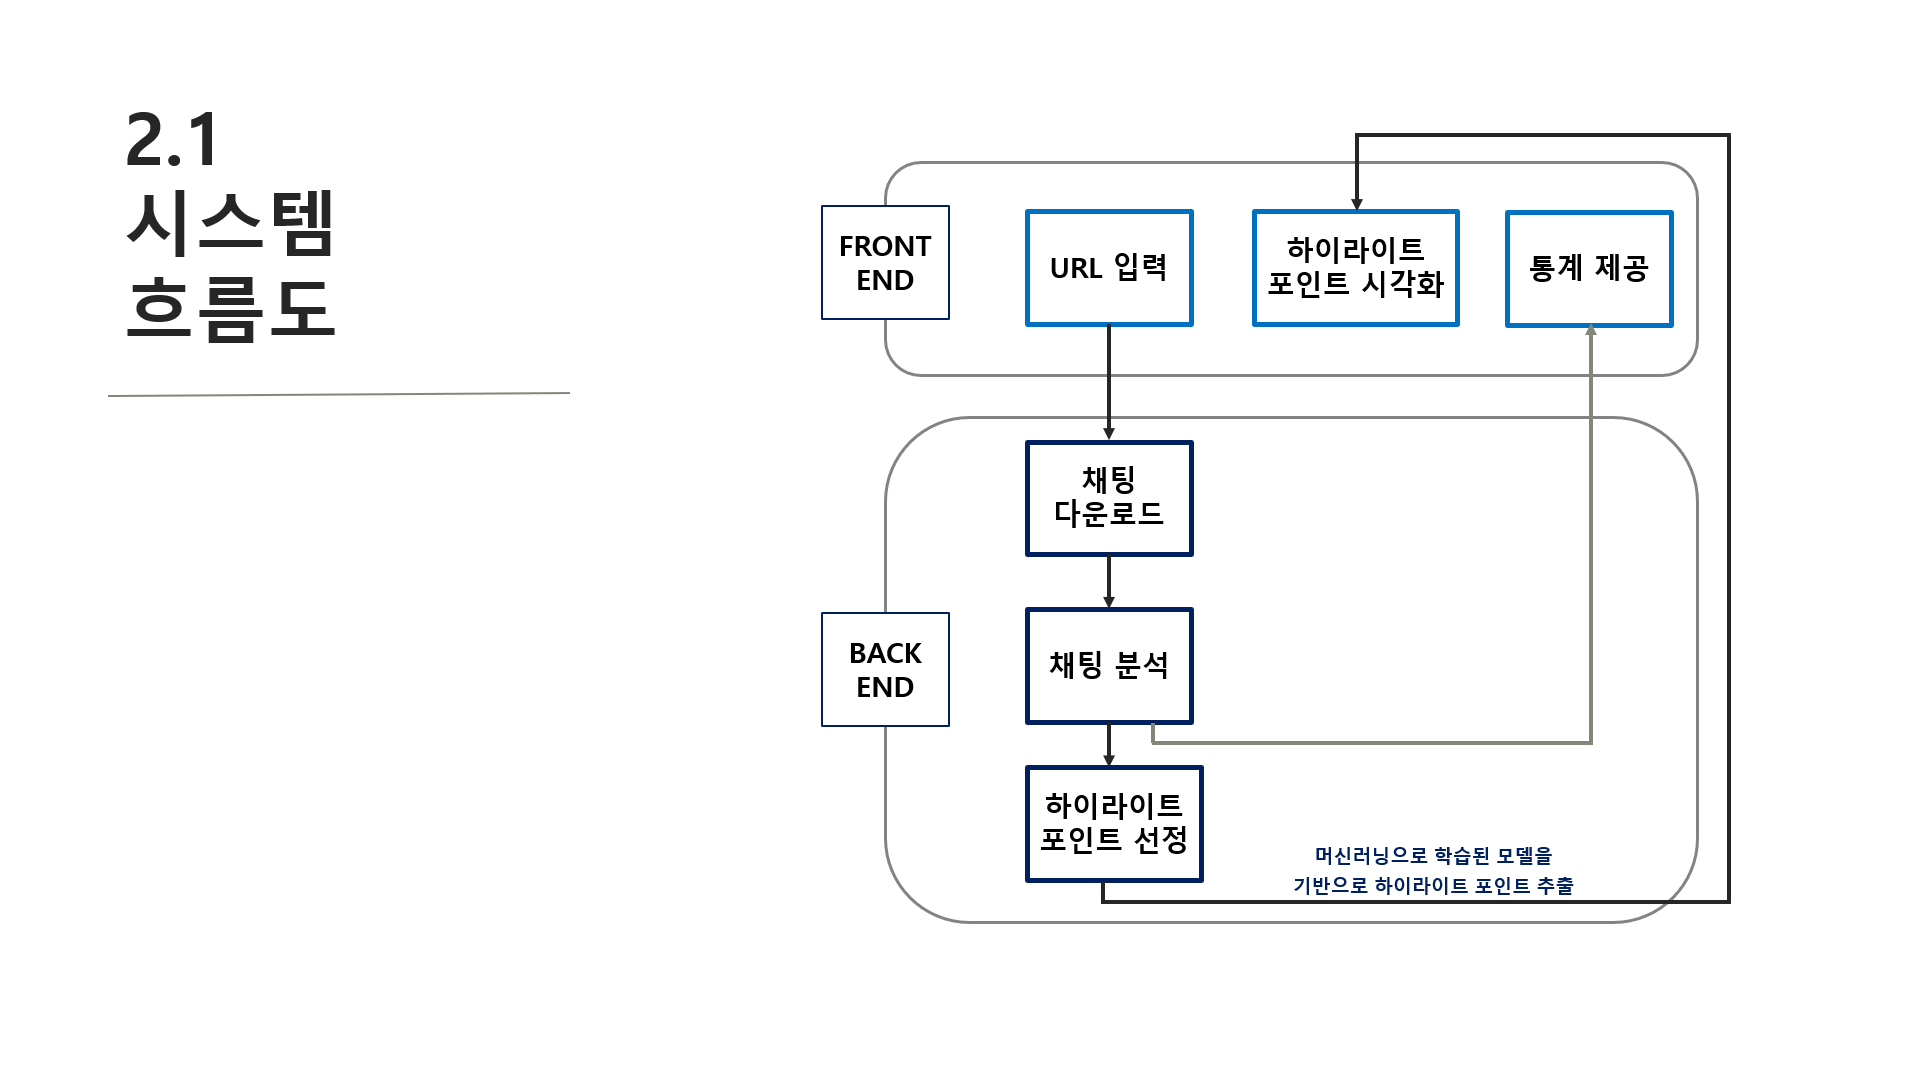 2.1
시스템
흐름도
FRONT
END
URL 입력
하이라이트
포인트 시각화
통계 제공
채팅
다운로드
BACK
END
채팅 분석
하이라이트
포인트 선정
머신러닝으로 학습된 모델을
기반으로 하이라이트 포인트 추출